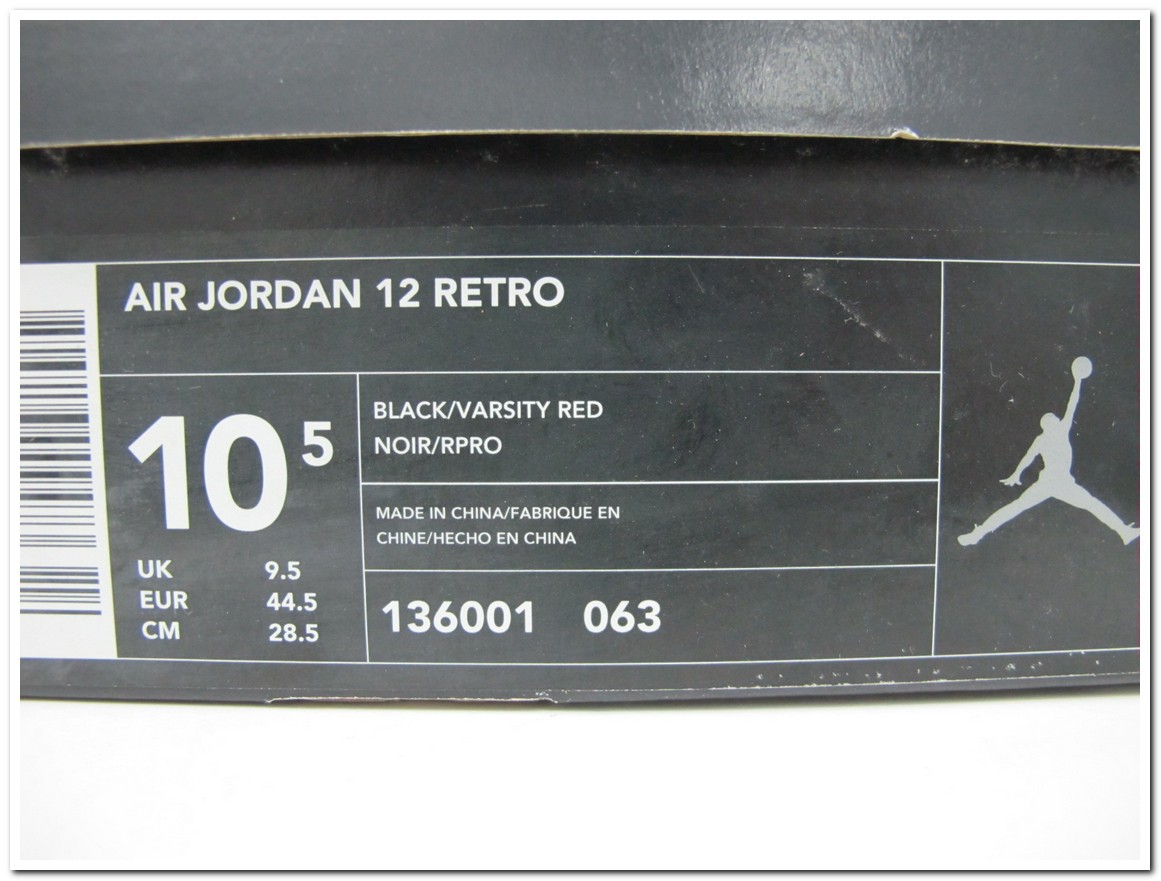 AIR JORDAN 12 RETRO
10 5
UK 9.5
EUR 44.5
CM 28.5
BLACK/VARSITY RED
NOIR/RPRO
MADE IN CHINA/FABRIQUE EN
CHINE/HECHO EN CHINA
136001 063